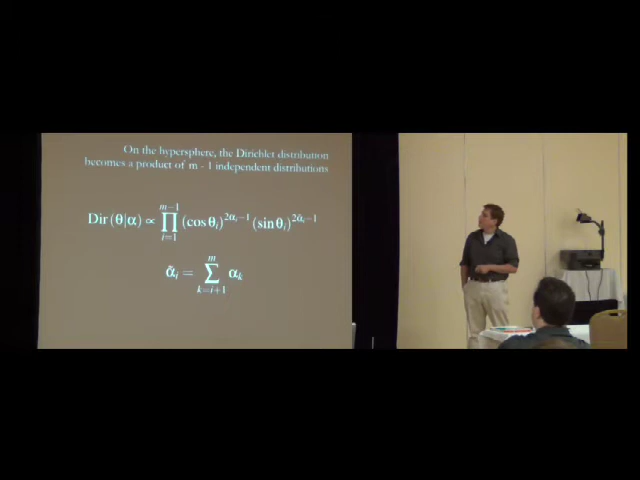 On the hypersphere, the Dirichlet distribution
becomes a product of m - 1 independent distributions
Dir(θ|α) ∝ ∏_{i=1}^{m−1} (cos θ_i)^{2α_i−1} (sin θ_i)^{2α̃_i−1}
α̃_i = ∑_{k=i+1}^{m} α_k